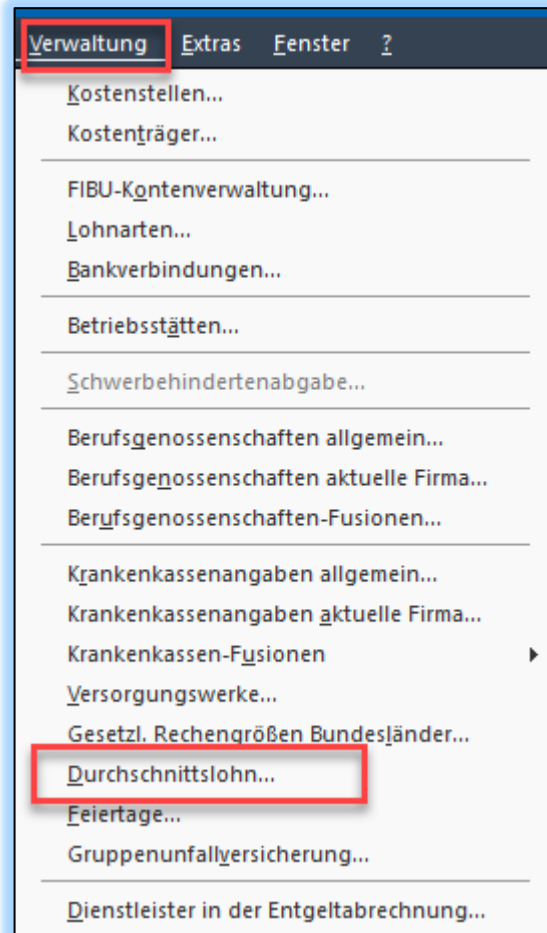 Verwaltung Extras Fenster ?
Kostenstellen...
Kostenträger...
FIBU-Kontenverwaltung...
Lohnarten...
Bankverbindungen...
Betriebsstätten...
Schwerbehindertenabgabe...
Berufsgenossenschaften allgemein...
Berufsgenossenschaften aktuelle Firma...
Berufsgenossenschaften-Fusionen...
Krankenkassenangaben allgemein...
Krankenkassenangaben aktuelle Firma...
Krankenkassen-Fusionen
Versorgungswerke...
Gesetzl. Rechengrößen Bundesländer...
Durchschnittslohn...
Feiertage...
Gruppenunfallversicherung...
Dienstleister in der Entgeltabrechnung...